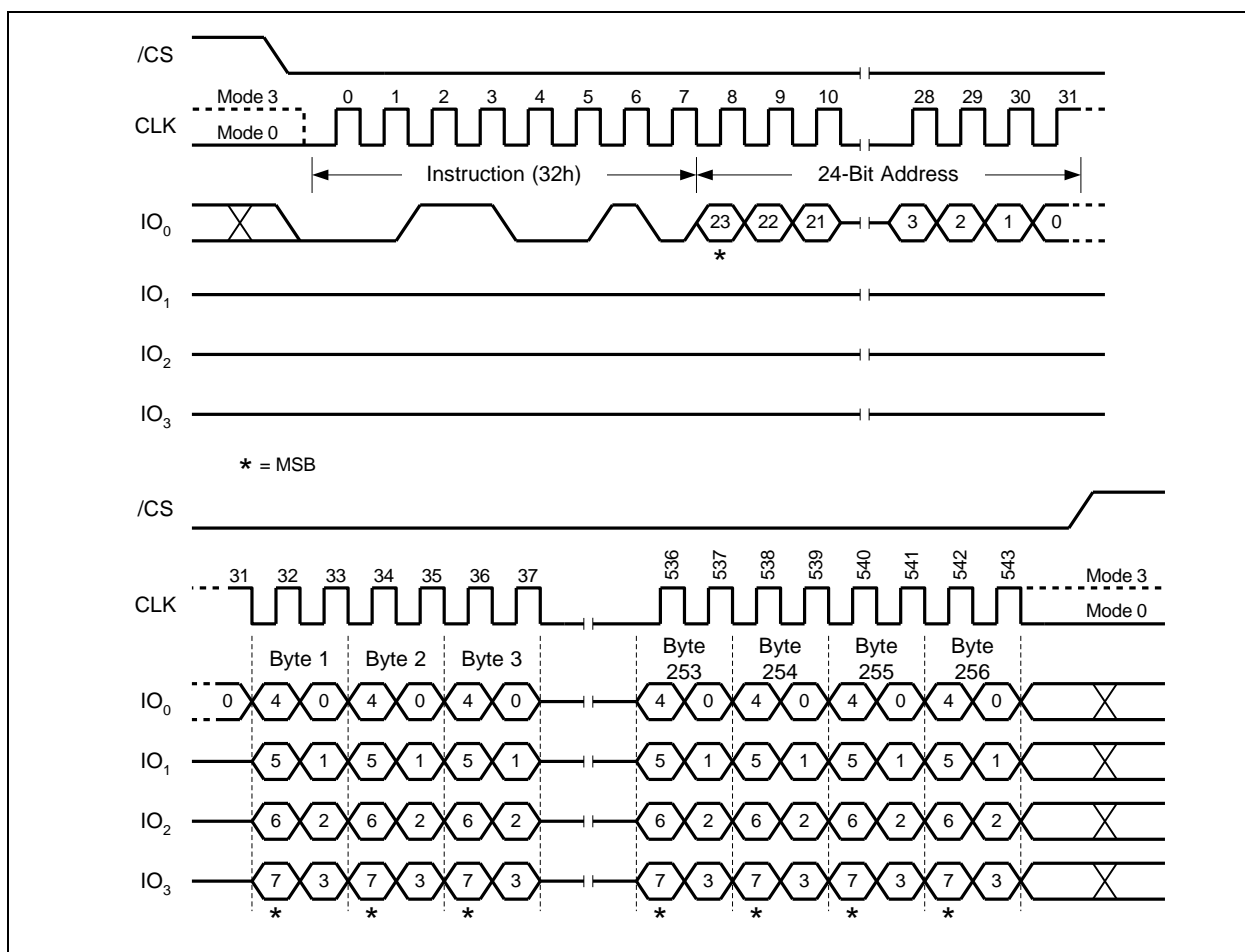 /CS
Mode 3 0 1 2 3 4 5 6 7 8 9 10 28 29 30 31
CLK
Mode 0
Instruction (32h) 24-Bit Address
IO0 23 22 21 3 2 1 0
*
IO1
IO2
IO3
* = MSB
/CS
31 32 33 34 35 36 37 536 537 538 539 540 541 542 543 Mode 3
CLK Mode 0
Byte 1 Byte 2 Byte 3 Byte 253 Byte 254 Byte 255 Byte 256
IO0 0 4 0 4 0 4 0 4 0 4 0 4 0 4 0
IO1 5 1 5 1 5 1 5 1 5 1 5 1 5 1
IO2 6 2 6 2 6 2 6 2 6 2 6 2 6 2
IO3 7 3 7 3 7 3 7 3 7 3 7 3 7 3
* * * * * * *